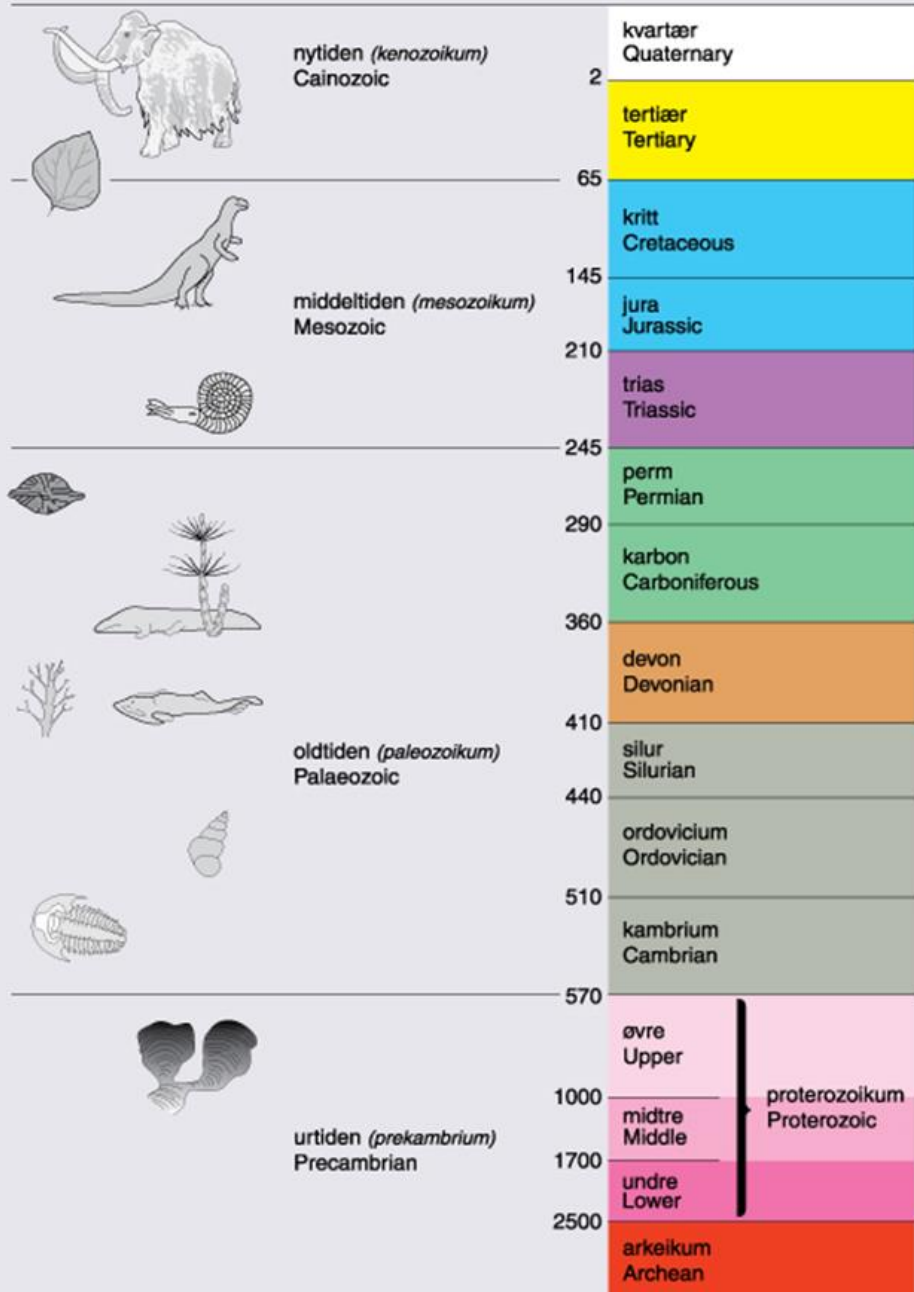 nytiden (kenozoikum)
Cainozoic
kvartær
Quaternary
2
tertiær
Tertiary
65
middeltiden (mesozoikum)
Mesozoic
kritt
Cretaceous
145
jura
Jurassic
210
trias
Triassic
245
oldtiden (paleozoikum)
Palaeozoic
perm
Permian
290
karbon
Carboniferous
360
devon
Devonian
410
silur
Silurian
440
ordovicium
Ordovician
510
kambrium
Cambrian
570
urtiden (prekambrium)
Precambrian
øvre
Upper
1000
midtre
Middle
1700
undre
Lower
2500
proterozoikum
Proterozoic
arkeikum
Archean